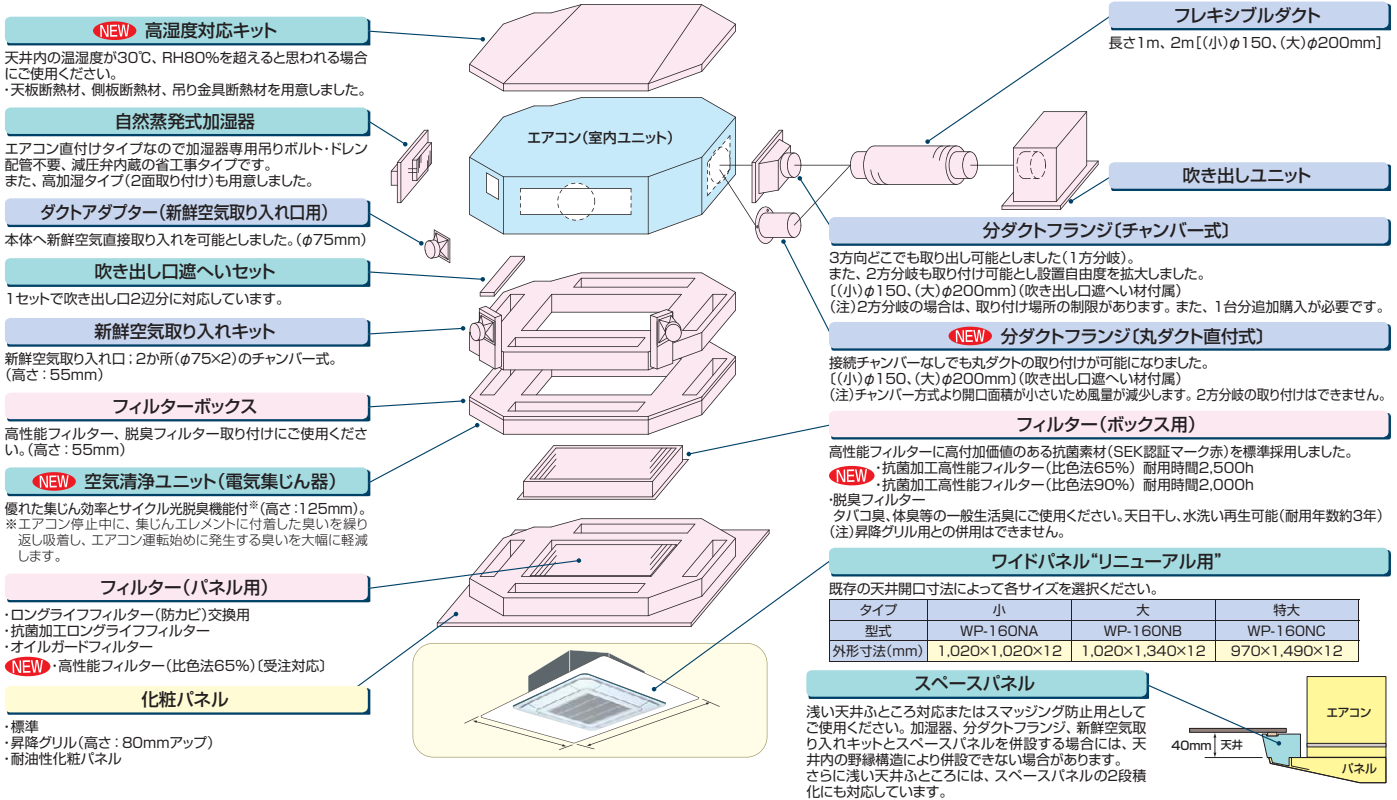 NEW 高湿度対応キット
天井内の温湿度が30℃、RH80%を超えると思われる場合
にご使用ください。
・天板断熱材、側板断熱材、吊り金具断熱材を用意しました。
自然蒸発式加湿器
エアコン直付けタイプなので加湿器専用吊りボルト・ドレン
配管不要、減圧弁内蔵の省工事タイプです。
また、高加湿タイプ(2面取り付け)も用意しました。
ダクトアダプター(新鮮空気取り入れ口用)
本体へ新鮮空気直接取り入れを可能としました。(φ75mm)
吹き出し口遮へいセット
1セットで吹き出し口2辺分に対応しています。
新鮮空気取り入れキット
新鮮空気取り入れ口;2か所(φ75×2)のチャンバー式。
(高さ:55mm)
フィルターボックス
高性能フィルター、脱臭フィルター取り付けにご使用くださ
い。(高さ:55mm)
NEW 空気清浄ユニット(電気集じん器)
優れた集じん効率とサイクル光脱臭機能付※(高さ:125mm)。
※エアコン停止中に、集じんエレメントに付着した臭いを繰り
返し吸着し、エアコン運転始めに発生する臭いを大幅に軽減
します。
フィルター(パネル用)
・ロングライフフィルター(防カビ)交換用
・抗菌加工ロングライフフィルター
・オイルガードフィルター
NEW ・高性能フィルター(比色法65%)〔受注対応〕
化粧パネル
・標準
・昇降グリル(高さ:80mmアップ)
・耐油性化粧パネル
エアコン(室内ユニット)
フレキシブルダクト
長さ1m、2m[(小)φ150、(大)φ200mm]
吹き出しユニット
分ダクトフランジ〔チャンバー式〕
3方向どこでも取り出し可能としました(1方分岐)。
また、2方分岐も取り付け可能とし設置自由度を拡大しました。
〔(小)φ150、(大)φ200mm〕(吹き出し口遮へい材付属)
(注)2方分岐の場合は、取り付け場所の制限があります。また、1台分追加購入が必要です。
NEW 分ダクトフランジ〔丸ダクト直付式〕
接続チャンバーなしでも丸ダクトの取り付けが可能になりました。
〔(小)φ150、(大)φ200mm〕(吹き出し口遮へい材付属)
(注)チャンバー方式より開口面積が小さいため風量が減少します。2方分岐の取り付けはできません。
フィルター(ボックス用)
高性能フィルターに高付加価値のある抗菌素材(SEK認証マーク赤)を標準採用しました。
NEW ・抗菌加工高性能フィルター(比色法65%) 耐用時間2,500h
・抗菌加工高性能フィルター(比色法90%) 耐用時間2,000h
・脱臭フィルター
タバコ臭、体臭等の一般生活臭にご使用ください。天日干し、水洗い再生可能(耐用年数約3年)
(注)昇降グリル用との併用はできません。
ワイドパネル“リニューアル用”
既存の天井開口寸法によって各サイズを選択ください。
タイプ 小 大 特大
型式 WP-160NA WP-160NB WP-160NC
外形寸法(mm) 1,020×1,020×12 1,020×1,340×12 970×1,490×12
スペースパネル
浅い天井ふところ対応またはスマッジング防止用として
ご使用ください。加湿器、分ダクトフランジ、新鮮空気取
り入れキットとスペースパネルを併設する場合には、天
井内の野縁構造により併設できない場合があります。
さらに浅い天井ふところには、スペースパネルの2段積
化にも対応しています。
エアコン
40mm 天井
パネル